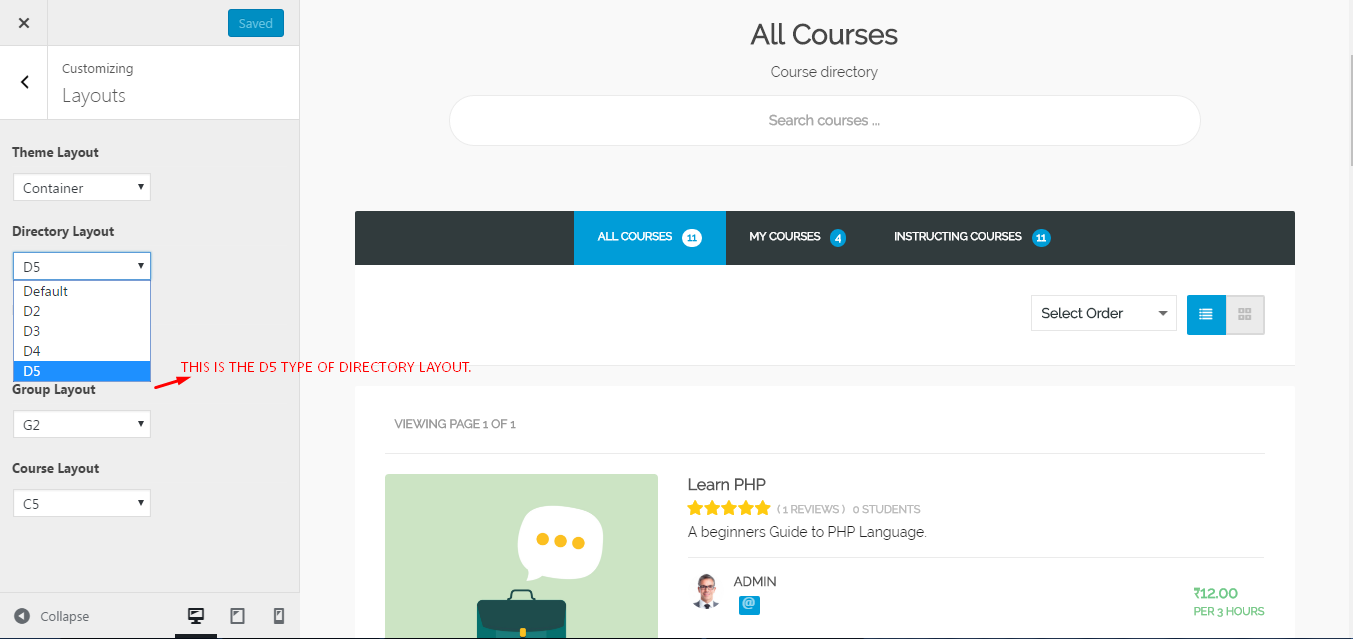 Saved
Customizing
Layouts
Theme Layout
Container
Directory Layout
D5
Default
D2
D3
D4
D5
THIS IS THE D5 TYPE OF DIRECTORY LAYOUT.
Group Layout
G2
Course Layout
C5
Collapse
All Courses
Course directory
Search courses ...
ALL COURSES 11 MY COURSES 4 INSTRUCTING COURSES 11
Select Order
VIEWING PAGE 1 OF 1
Learn PHP
( 1 REVIEWS ) 0 STUDENTS
A beginners Guide to PHP Language.
ADMIN
@
₹12.00
PER 3 HOURS